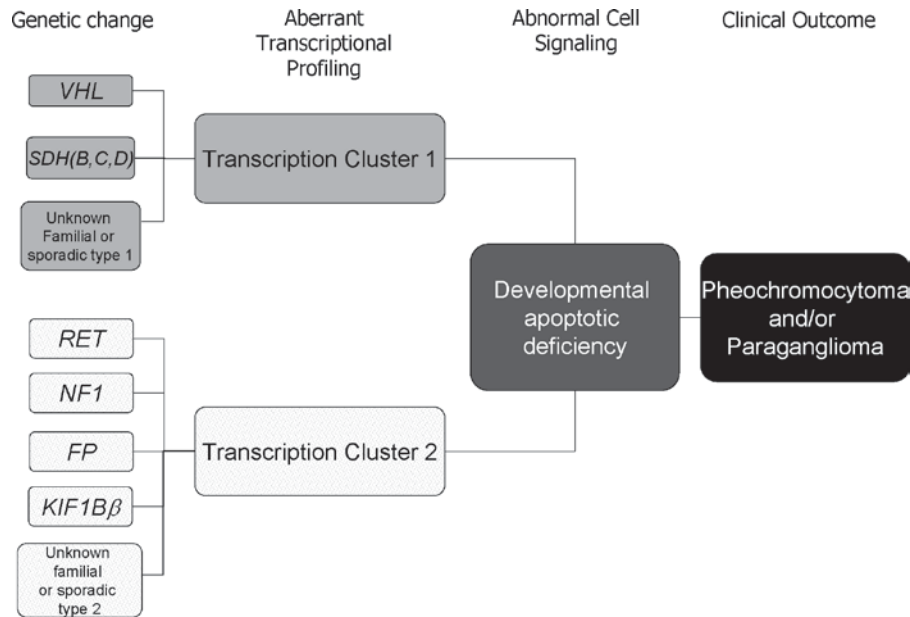 Genetic change
Aberrant
Transcriptional
Profiling
Abnormal Cell
Signaling
Clinical Outcome
VHL
SDH(B,C,D)
Unknown
Familial or
sporadic type 1
Transcription Cluster 1
RET
NF1
FP
KIF1Bβ
Unknown
familial
or sporadic
type 2
Transcription Cluster 2
Developmental
apoptotic
deficiency
Pheochromocytoma
and/or
Paraganglioma